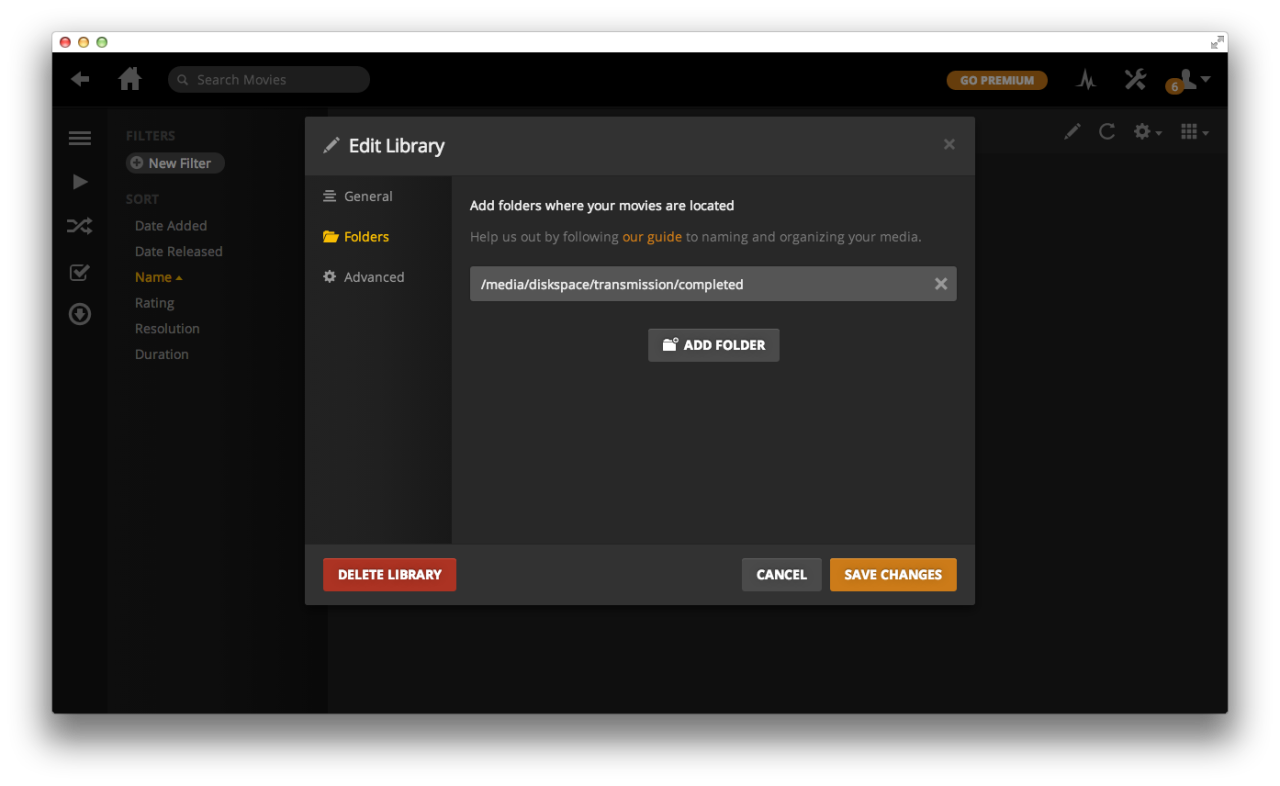 Search Movies
GO PREMIUM
6
FILTERS
New Filter
SORT
Date Added
Date Released
Name
Rating
Resolution
Duration
Edit Library
General
Folders
Advanced
Add folders where your movies are located
Help us out by following our guide to naming and organizing your media.
/media/diskspace/transmission/completed
ADD FOLDER
DELETE LIBRARY
CANCEL
SAVE CHANGES